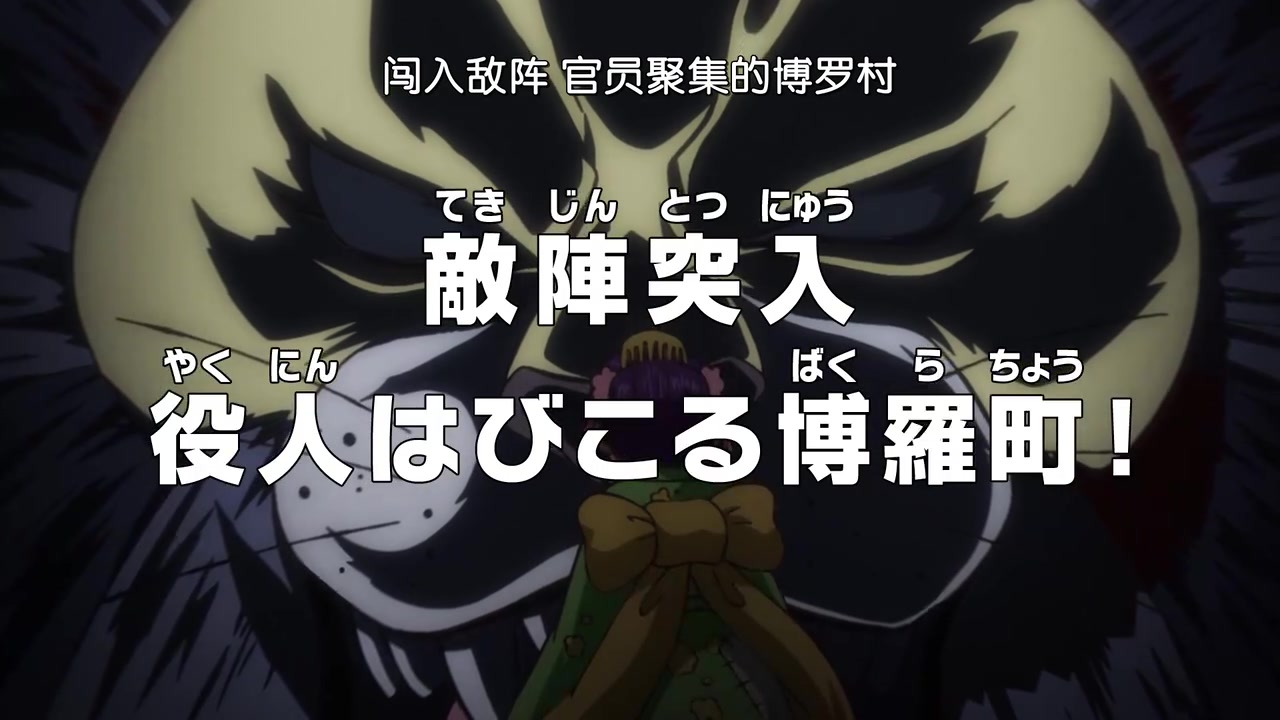 闯入敌阵 官员聚集的博罗村
てき じん とつ にゅう
敵陣突入
やく にん ばく ら ちょう
役人はびこる博羅町！